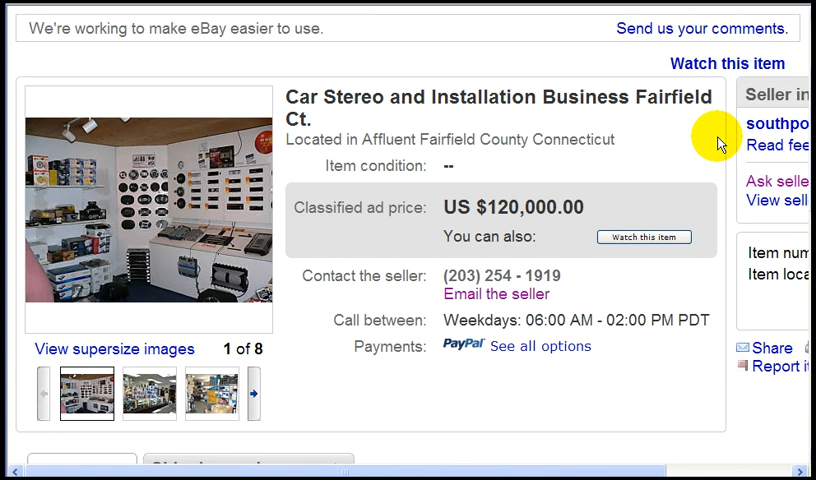 We're working to make eBay easier to use.
Send us your comments.
Watch this item
Car Stereo and Installation Business Fairfield
Ct.
Located in Affluent Fairfield County Connecticut
Item condition: --
Classified ad price: US $120,000.00
You can also: Watch this item
Contact the seller: (203) 254 - 1919
Email the seller
Call between: Weekdays: 06:00 AM - 02:00 PM PDT
Payments: PayPal See all options
View supersize images 1 of 8
Seller in
southpo
Read fee
Ask selle
View sell
Item num
Item loca
Share
Report it